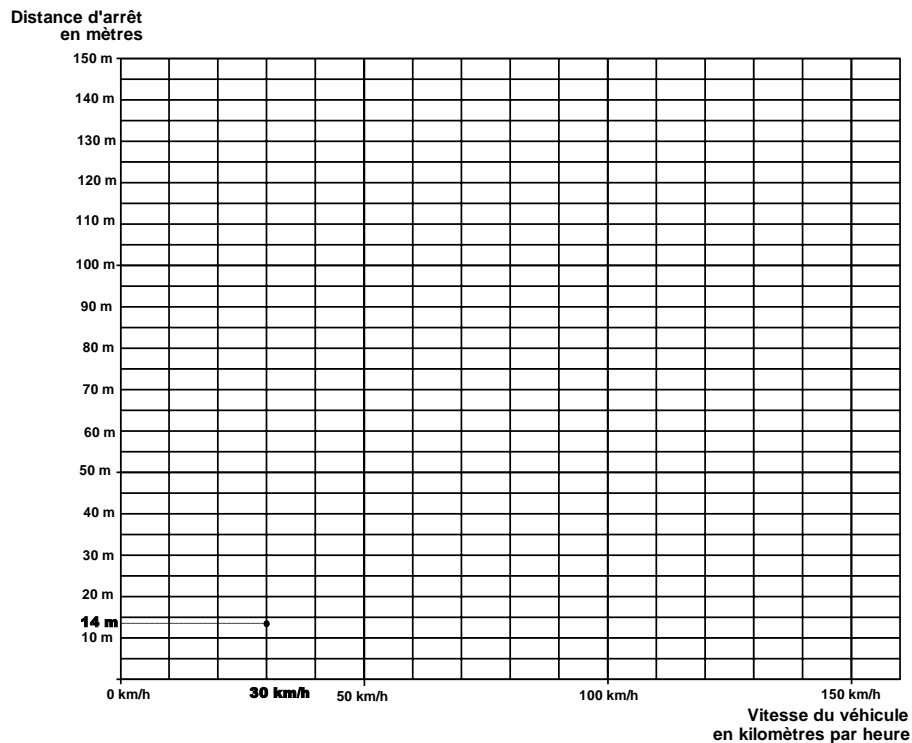 Distance d'arrêt
en mètres
150 m
140 m
130 m
120 m
110 m
100 m
90 m
80 m
70 m
60 m
50 m
40 m
30 m
20 m
14 m
10 m
0 km/h 30 km/h 50 km/h 100 km/h 150 km/h
Vitesse du véhicule
en kilomètres par heure